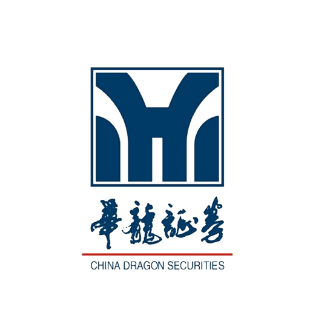 華龍證券
CHINA DRAGON SECURITIES